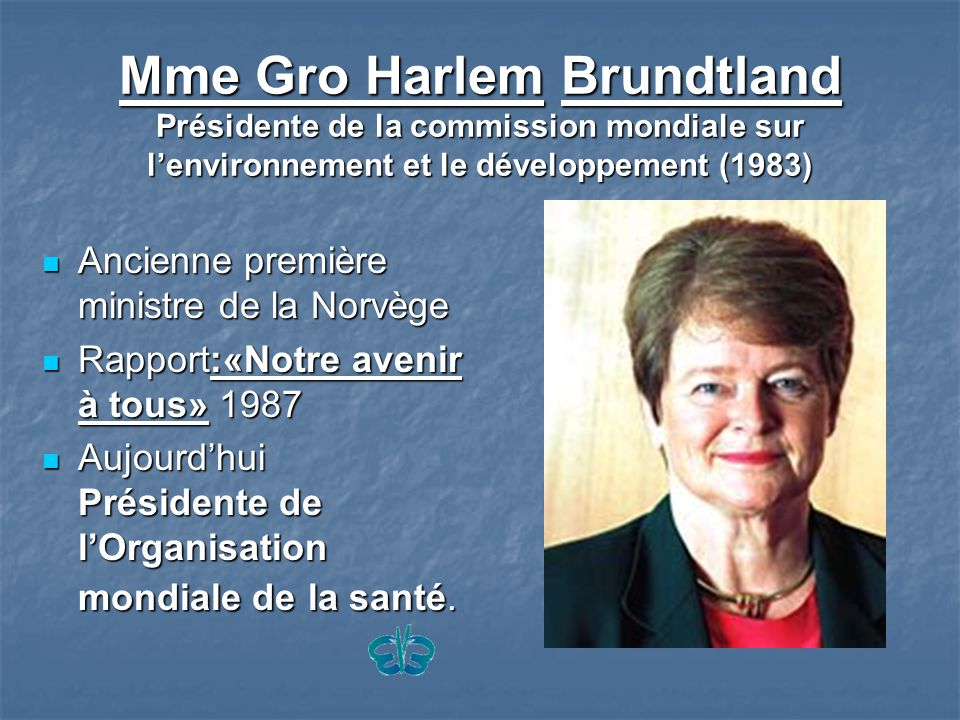 Mme Gro Harlem Brundtland
Présidente de la commission mondiale sur
l’environnement et le développement (1983)
Ancienne première
ministre de la Norvège
Rapport:«Notre avenir
à tous» 1987
Aujourd’hui
Présidente de
l’Organisation
mondiale de la santé.